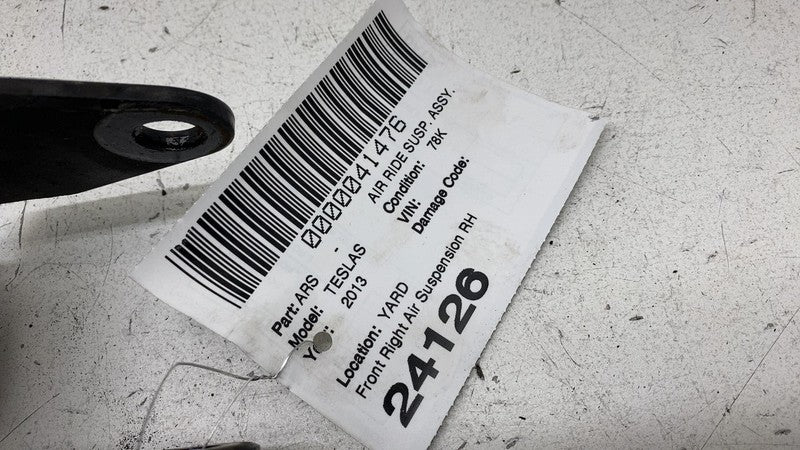 0000041476
Part: ARS - AIR RIDE SUSP. ASSY.
Model: TESLAS Condition: 78K
2013 VIN:
Damage Code:
Location: YARD
Front Right Air Suspension RH
24126